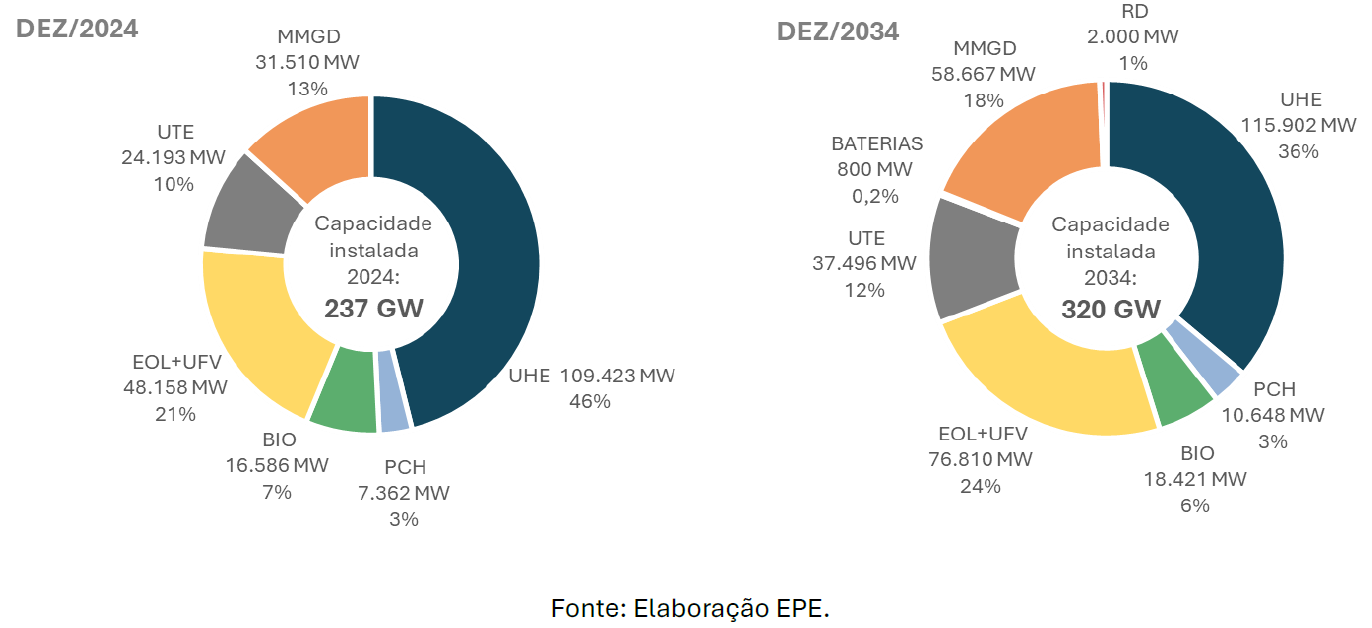 DEZ/2024
MMGD
31.510 MW
13%
UTE
24.193 MW
10%
Capacidade
instalada
2024:
237 GW
EOL+UFV
48.158 MW
21%
UHE 109.423 MW
46%
BIO
16.586 MW
7%
PCH
7.362 MW
3%
DEZ/2034
RD
2.000 MW
1%
MMGD
58.667 MW
18%
UHE
115.902 MW
36%
BATERIAS
800 MW
0,2%
UTE
37.496 MW
12%
Capacidade
instalada
2034:
320 GW
PCH
10.648 MW
3%
EOL+UFV
76.810 MW
24%
BIO
18.421 MW
6%
Fonte: Elaboração EPE.